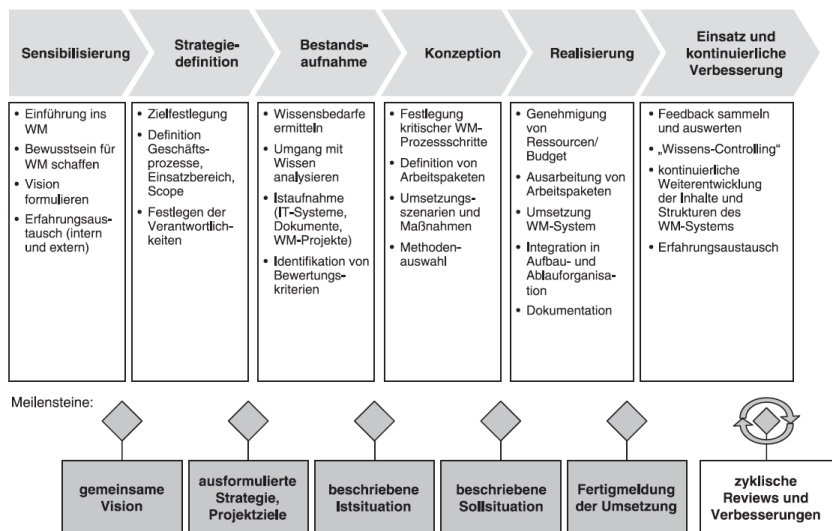 Sensibilisierung
Strategie-
definition
Bestands-
aufnahme
Konzeption
Realisierung
Einsatz und
kontinuierliche
Verbesserung
• Einführung ins
WM
• Bewusstsein für
WM schaffen
• Vision
formulieren
• Erfahrungsaus-
tausch (intern
und extern)
• Zielfestlegung
• Definition
Geschäfts-
prozesse,
Einsatzbereich,
Scope
• Festlegen der
Verantwortlich-
keiten
• Wissensbedarfe
ermitteln
• Umgang mit
Wissen
analysieren
• Istaufnahme
(IT-Systeme,
Dokumente,
WM-Projekte)
• Identifikation von
Bewertungs-
kriterien
• Festlegung
kritischer WM-
Prozessschritte
• Definition von
Arbeitspaketen
• Umsetzungs-
szenarien und
Maßnahmen
• Methoden-
auswahl
• Genehmigung
von
Ressourcen/
Budget
• Ausarbeitung von
Arbeitspaketen
• Umsetzung
WM-System
• Integration in
Aufbau- und
Ablauforganisa-
tion
• Dokumentation
• Feedback sammeln
und auswerten
• „Wissens-Controlling“
• kontinuierliche
Weiterentwicklung
der Inhalte und
Strukturen des
WM-Systems
• Erfahrungsaustausch
Meilensteine:
gemeinsame
Vision
ausformulierte
Strategie,
Projektziele
beschriebene
Istsituation
beschriebene
Sollsituation
Fertigmeldung
der Umsetzung
zyklische
Reviews und
Verbesserungen